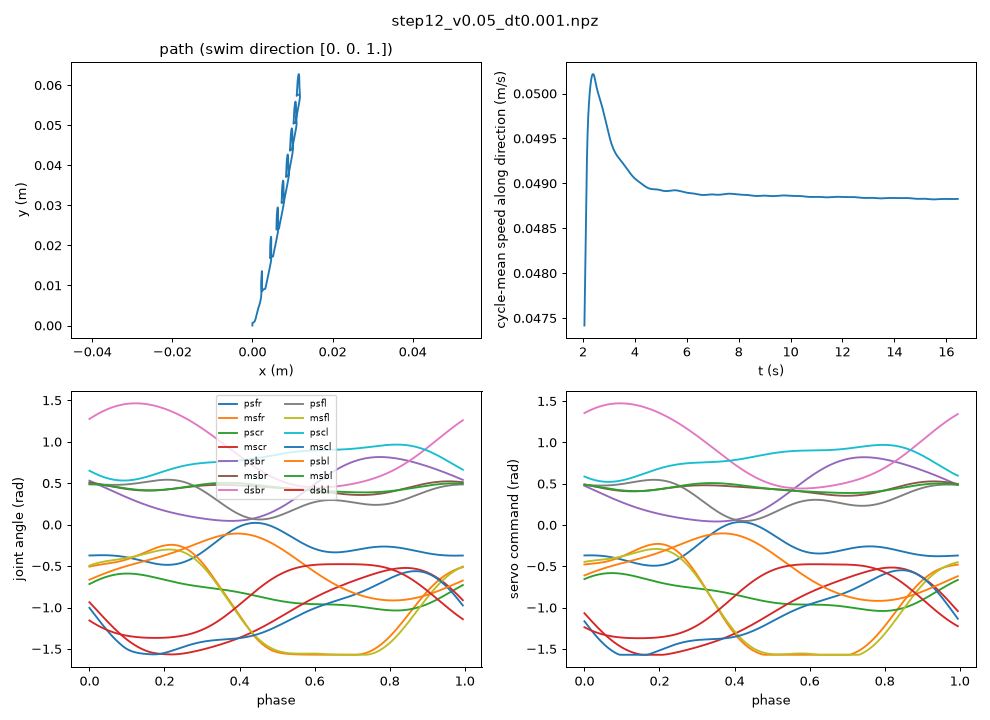 step12_v0.05_dt0.001.npz
path (swim direction [0. 0. 1.])
y (m)
0.06
0.05
0.04
0.03
0.02
0.01
0.00
−0.04 −0.02 0.00 0.02 0.04
x (m)
cycle-mean speed along direction (m/s)
0.0500
0.0495
0.0490
0.0485
0.0480
0.0475
2 4 6 8 10 12 14 16
t (s)
joint angle (rad)
1.5
1.0
0.5
0.0
−0.5
−1.0
−1.5
psfr psfl
msfr msfl
pscr pscl
mscr mscl
psbr psbl
msbr msbl
dsbr dsbl
0.0 0.2 0.4 0.6 0.8 1.0
phase
servo command (rad)
1.5
1.0
0.5
0.0
−0.5
−1.0
−1.5
0.0 0.2 0.4 0.6 0.8 1.0
phase